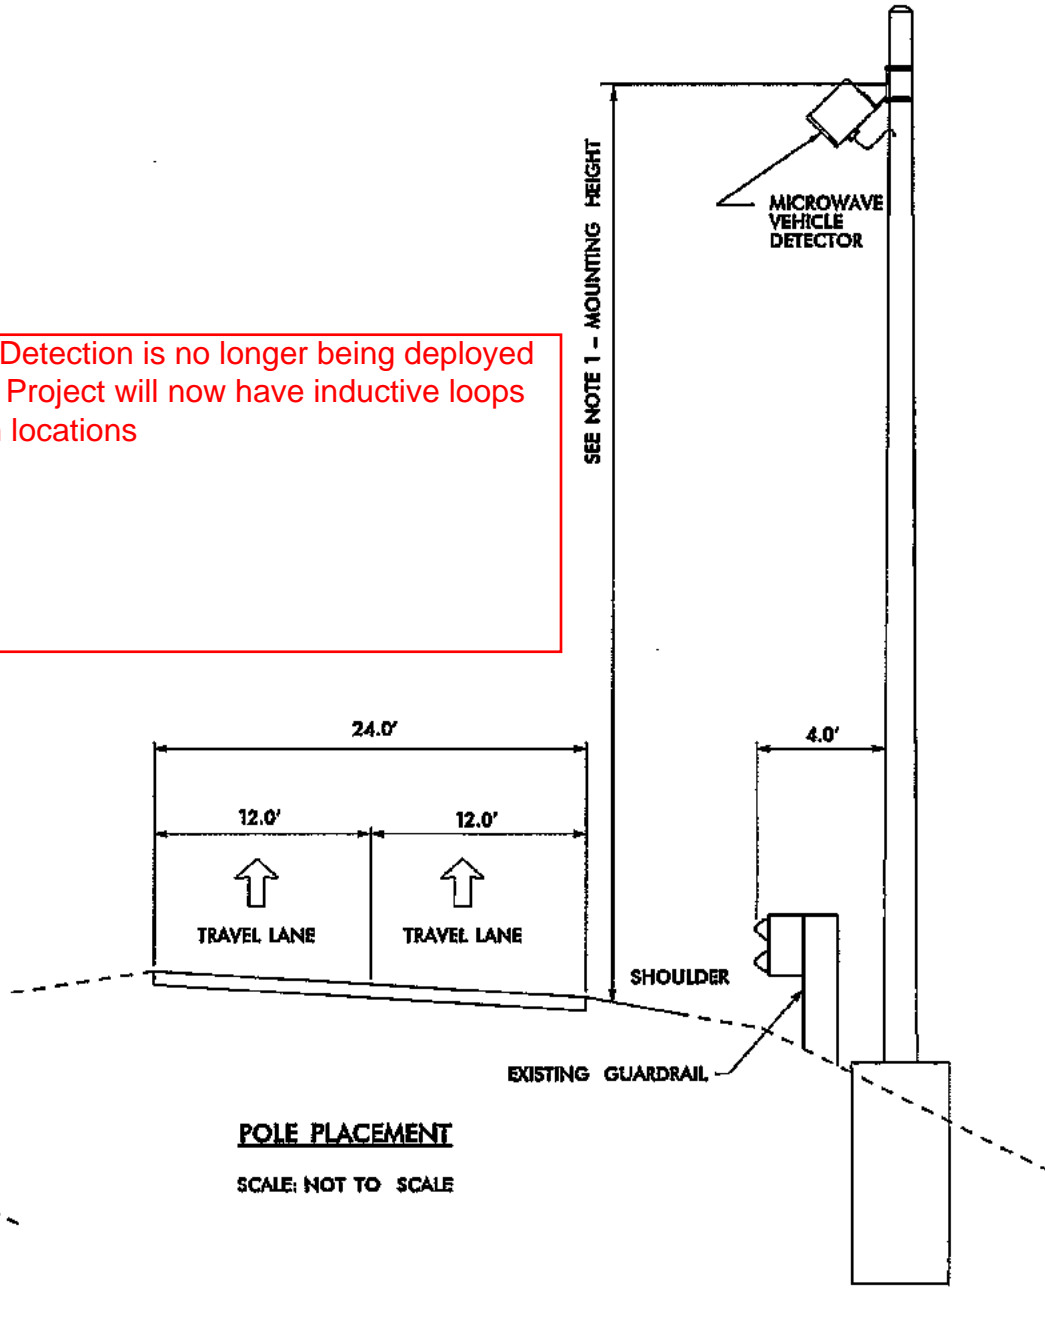 MICROWAVE
VEHICLE
DETECTOR
SEE NOTE 1 - MOUNTING HEIGHT
Detection is no longer being deployed
Project will now have inductive loops
locations
24.0'
4.0'
12.0'
12.0'
TRAVEL LANE
TRAVEL LANE
SHOULDER
EXISTING GUARDRAIL
POLE PLACEMENT
SCALE: NOT TO SCALE